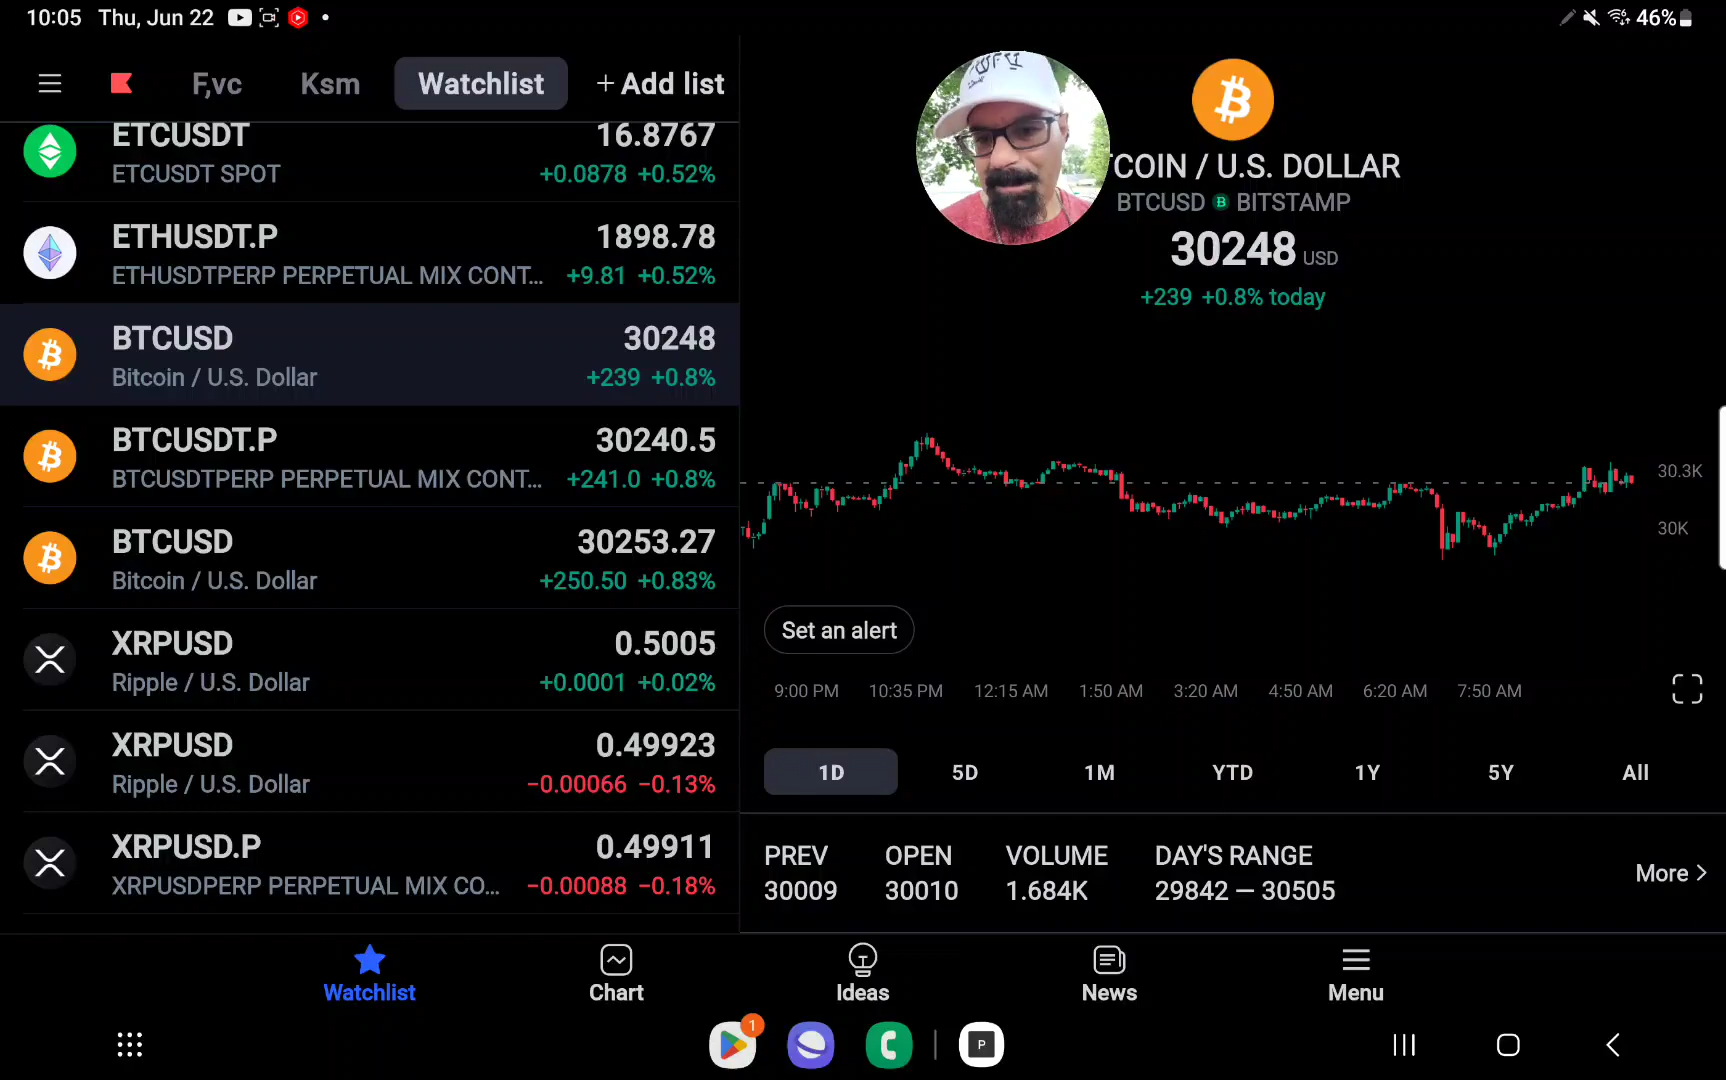 10:05 Thu, Jun 22
46%
F,vc Ksm Watchlist + Add list
ETCUSDT 16.8767
ETCUSDT SPOT +0.0878 +0.52%
ETHUSDT.P 1898.78
ETHUSDTPERP PERPETUAL MIX CONT... +9.81 +0.52%
BTCUSD 30248
Bitcoin / U.S. Dollar +239 +0.8%
BTCUSDT.P 30240.5
BTCUSDTPERP PERPETUAL MIX CONT... +241.0 +0.8%
BTCUSD 30253.27
Bitcoin / U.S. Dollar +250.50 +0.83%
XRPUSD 0.5005
Ripple / U.S. Dollar +0.0001 +0.02%
XRPUSD 0.49923
Ripple / U.S. Dollar −0.00066 −0.13%
XRPUSD.P 0.49911
XRPUSDPERP PERPETUAL MIX CO... −0.00088 −0.18%
TCOIN / U.S. DOLLAR
BTCUSD B BITSTAMP
30248 USD
+239 +0.8% today
30.3K
30K
Set an alert
9:00 PM 10:35 PM 12:15 AM 1:50 AM 3:20 AM 4:50 AM 6:20 AM 7:50 AM
1D 5D 1M YTD 1Y 5Y All
PREV OPEN VOLUME DAY'S RANGE
30009 30010 1.684K 29842 — 30505
More >
Watchlist Chart Ideas News Menu
1
P